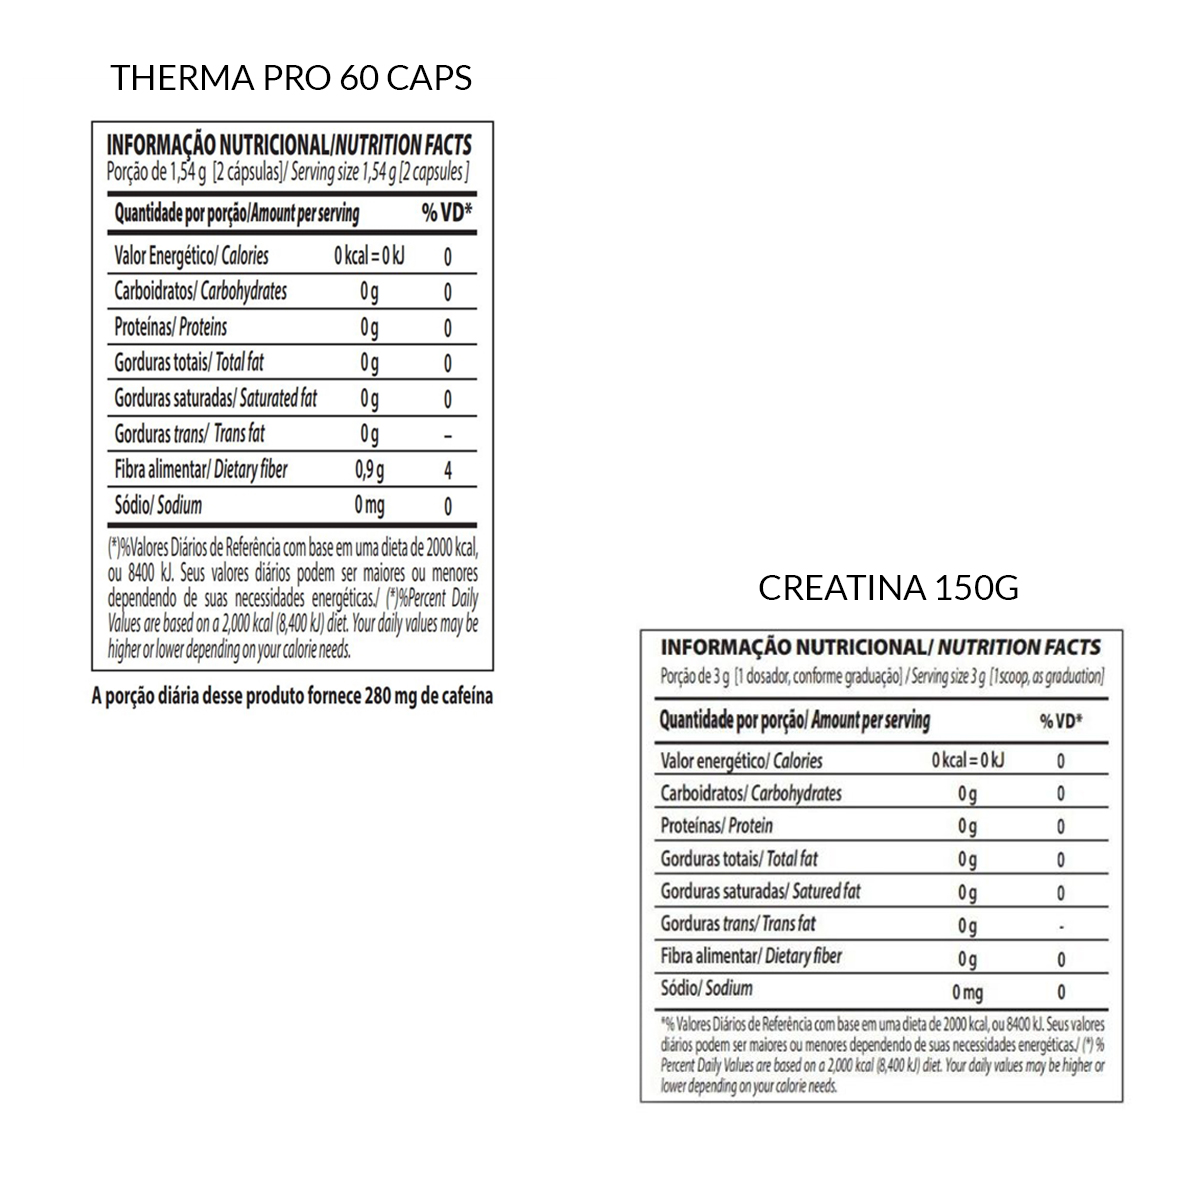 THERMA PRO 60 CAPS
INFORMAÇÃO NUTRICIONAL/NUTRITION FACTS
Porção de 1,54 g [2 cápsulas]/ Serving size 1,54 g [2 capsules ]
Quantidade por porção/Amount per serving % VD*
Valor Energético/ Calories 0 kcal = 0 kJ 0
Carboidratos/ Carbohydrates 0 g 0
Proteínas/ Proteins 0 g 0
Gorduras totais/ Total fat 0 g 0
Gorduras saturadas/ Saturated fat 0 g 0
Gorduras trans/ Trans fat 0 g –
Fibra alimentar/ Dietary fiber 0,9 g 4
Sódio/ Sodium 0 mg 0
(*)%Valores Diários de Referência com base em uma dieta de 2000 kcal,
ou 8400 kJ. Seus valores diários podem ser maiores ou menores
dependendo de suas necessidades energéticas./ (*)%Percent Daily
Values are based on a 2,000 kcal (8,400 kJ) diet. Your daily values may be
higher or lower depending on your calorie needs.
A porção diária desse produto fornece 280 mg de cafeína
CREATINA 150G
INFORMAÇÃO NUTRICIONAL/ NUTRITION FACTS
Porção de 3 g [1 dosador, conforme graduação] / Serving size 3 g [1scoop, as graduation]
Quantidade por porção/ Amount per serving % VD*
Valor energético/ Calories 0 kcal = 0 kJ 0
Carboidratos/ Carbohydrates 0 g 0
Proteínas/ Protein 0 g 0
Gorduras totais/ Total fat 0 g 0
Gorduras saturadas/ Satured fat 0 g 0
Gorduras trans/ Trans fat 0 g -
Fibra alimentar/ Dietary fiber 0 g 0
Sódio/ Sodium 0 mg 0
*% Valores Diários de Referência com base em uma dieta de 2000 kcal, ou 8400 kJ. Seus valores
diários podem ser maiores ou menores dependendo de suas necessidades energéticas./ (*) %
Percent Daily Values are based on a 2,000 kcal (8,400 kJ) diet. Your daily values may be higher or
lower depending on your calorie needs.